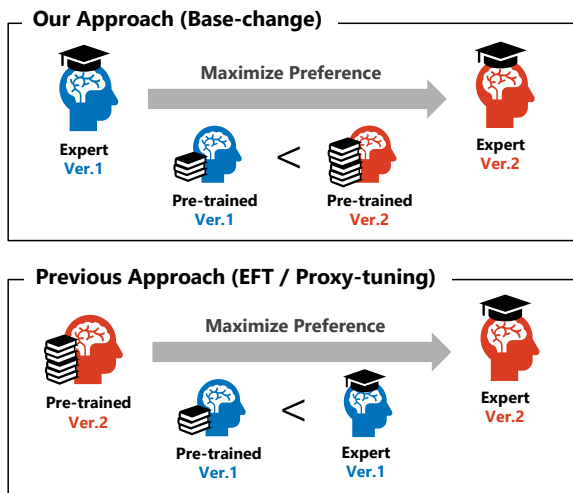 Our Approach (Base-change)
Maximize Preference
Expert
Ver.1
<
Pre-trained
Ver.1
Pre-trained
Ver.2
Expert
Ver.2
Previous Approach (EFT / Proxy-tuning)
Maximize Preference
Pre-trained
Ver.2
<
Pre-trained
Ver.1
Expert
Ver.1
Expert
Ver.2